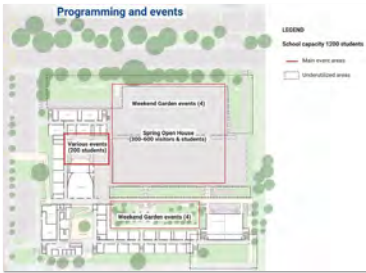 Programming and events
LEGEND
School capacity 1200 students
Main event areas
Underutilized areas
Weekend Garden events (4)
Spring Open House
(300-600 visitors & students)
Various events
(200 students)
Weekend Garden events (4)